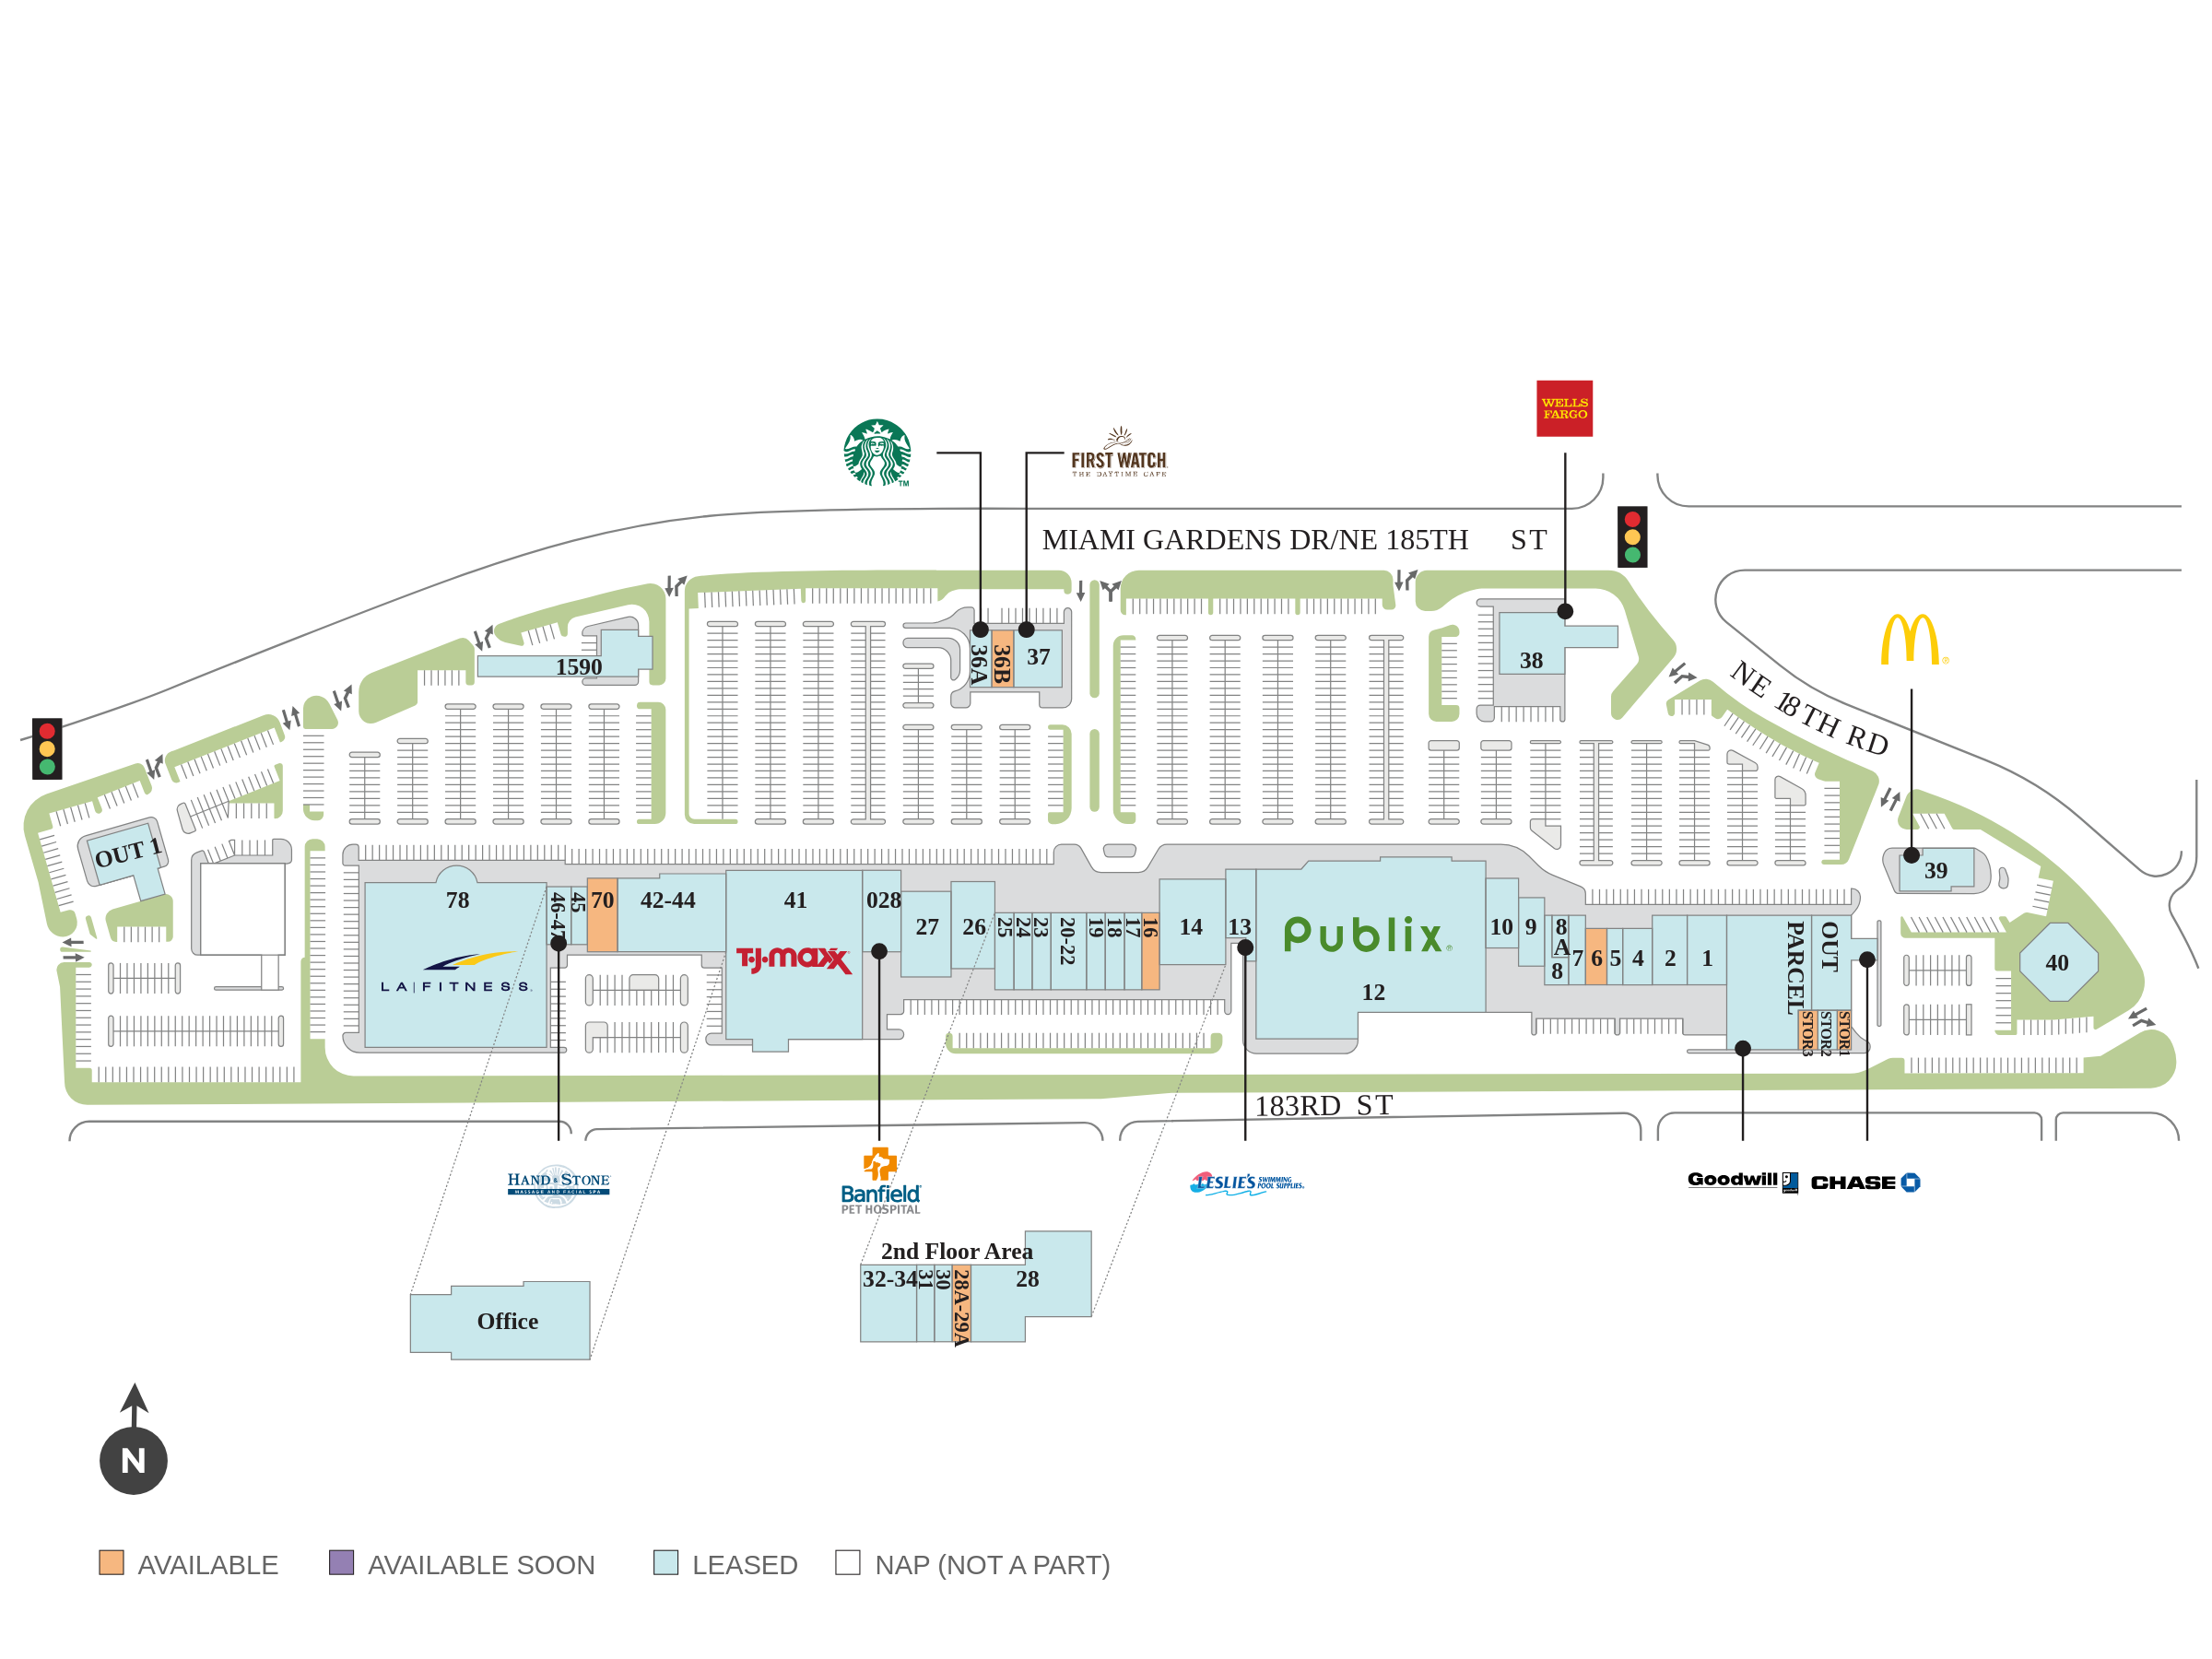 WELLS
FARGO
TM
FIRST WATCH
THE DAYTIME CAFE
MIAMI GARDENS DR/NE 185TH ST
NE 18TH RD
1590
36A
36B
37
38
OUT 1
39
40
78
46-47
45
70
42-44
41
028
27
26
25
24
23
20-22
19
18
17
16
14
13
Publix
12
10
9
8
A
8
7
6
5
4
2
1
OUT
PARCEL
STOR3
STOR2
STOR1
LA|FITNESS.
T.J.maxx
183RD ST
HAND & STONE
MASSAGE AND FACIAL SPA
Banfield
PET HOSPITAL
LESLIE'S SWIMMING
POOL SUPPLIES.
Goodwill
CHASE
2nd Floor Area
32-34
31
30
28A-29A
28
Office
N
AVAILABLE
AVAILABLE SOON
LEASED
NAP (NOT A PART)